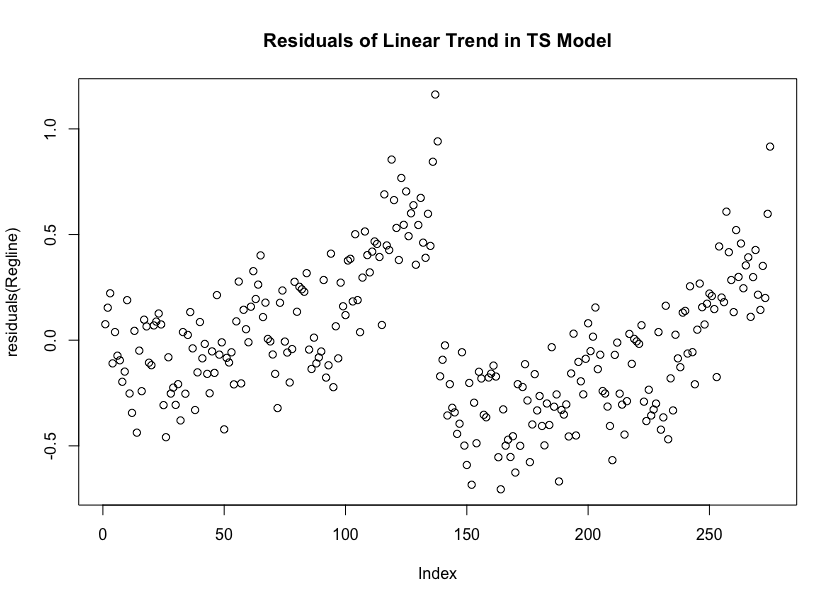 Residuals of Linear Trend in TS Model
residuals(Regline)
1.0
0.5
0.0
-0.5
0 50 100 150 200 250
Index